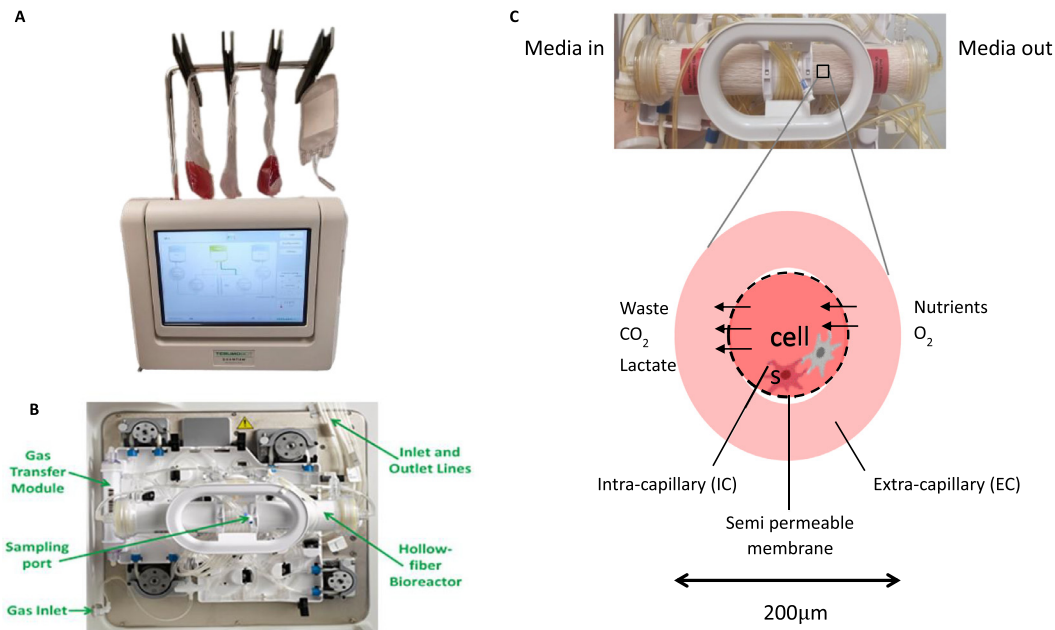 A
B
Gas
Transfer
Module
Inlet and
Outlet Lines
Sampling
port
Hollow-
fiber
Bioreactor
Gas Inlet
C
Media in
Media out
Waste
CO2
Lactate
Nutrients
O2
cell
s
Intra-capillary (IC)
Extra-capillary (EC)
Semi permeable
membrane
200μm